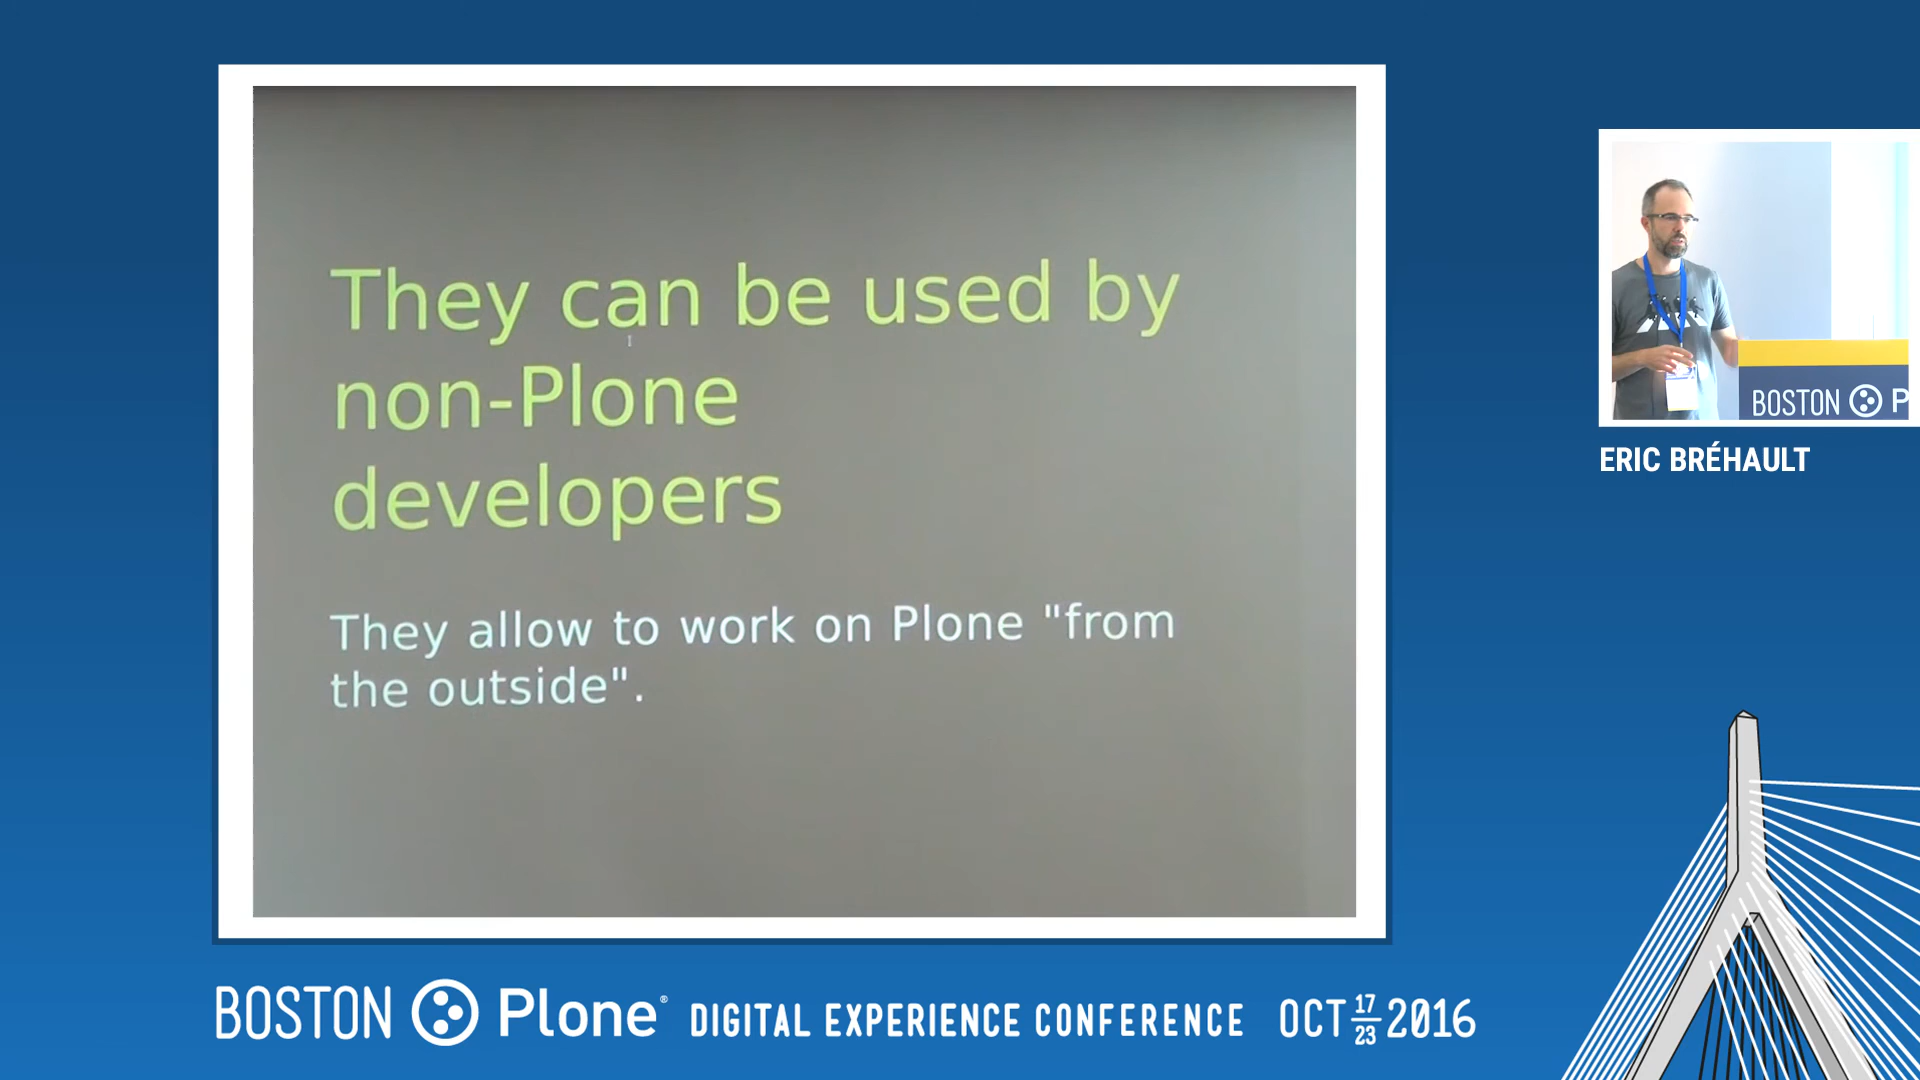 They can be used by
non-Plone
developers
They allow to work on Plone "from
the outside".
BOSTON P
ERIC BRÉHAULT
BOSTON Plone® DIGITAL EXPERIENCE CONFERENCE OCT 17 23 2016